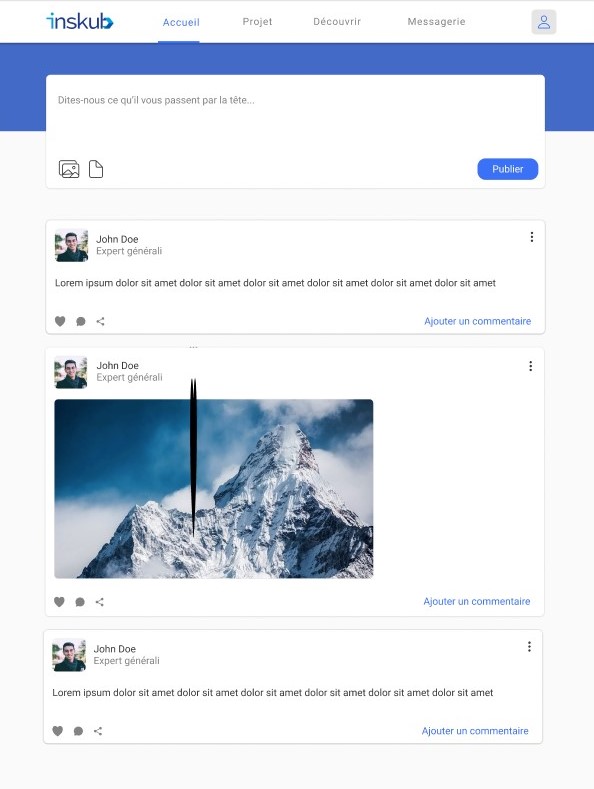 inskub
Accueil Projet Découvrir Messagerie
Dites-nous ce qu'il vous passent par la tête...
Publier
John Doe
Expert générali
Lorem ipsum dolor sit amet dolor sit amet dolor sit amet dolor sit amet dolor sit amet dolor sit amet
Ajouter un commentaire
John Doe
Expert générali
Ajouter un commentaire
John Doe
Expert générali
Lorem ipsum dolor sit amet dolor sit amet dolor sit amet dolor sit amet dolor sit amet dolor sit amet
Ajouter un commentaire